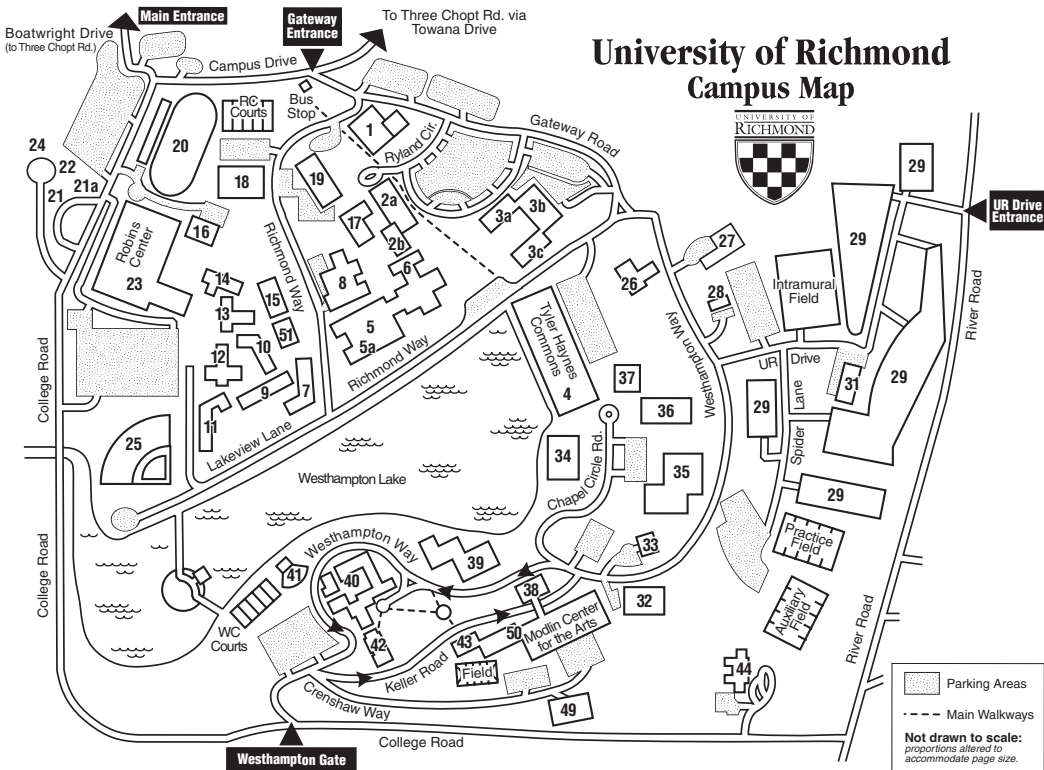 University of Richmond
Campus Map
UNIVERSITY OF
RICHMOND
Main Entrance
Boatwright Drive
(to Three Chopt Rd.)
Gateway
Entrance
To Three Chopt Rd. via
Towana Drive
Campus Drive
Bus
Stop
RC
Courts
Gateway Road
Ryland Cir.
UR Drive
Entrance
River Road
24
22
21
21a
20
18
19
1
2a
2b
17
3a
3b
3c
16
Robins
Center
23
14
13
15
51
10
12
9
7
11
8
6
5
5a
Richmond Way
Richmond Way
Lakeview Lane
College Road
25
26
27
28
29
29
29
29
29
Intramural
Field
31
UR
Drive
Spider
Lane
Westhampton Way
Tyler Haynes
Commons
4
37
36
34
35
Chapel Circle Rd.
Westhampton Lake
Practice
Field
Auxiliary
Field
River Road
College Road
Westhampton Way
39
33
32
38
41
40
42
43
50
Modlin Center
for the Arts
WC
Courts
Keller Road
Field
Crenshaw Way
49
44
College Road
Westhampton Gate
Parking Areas
Main Walkways
Not drawn to scale:
proportions altered to
accommodate page size.